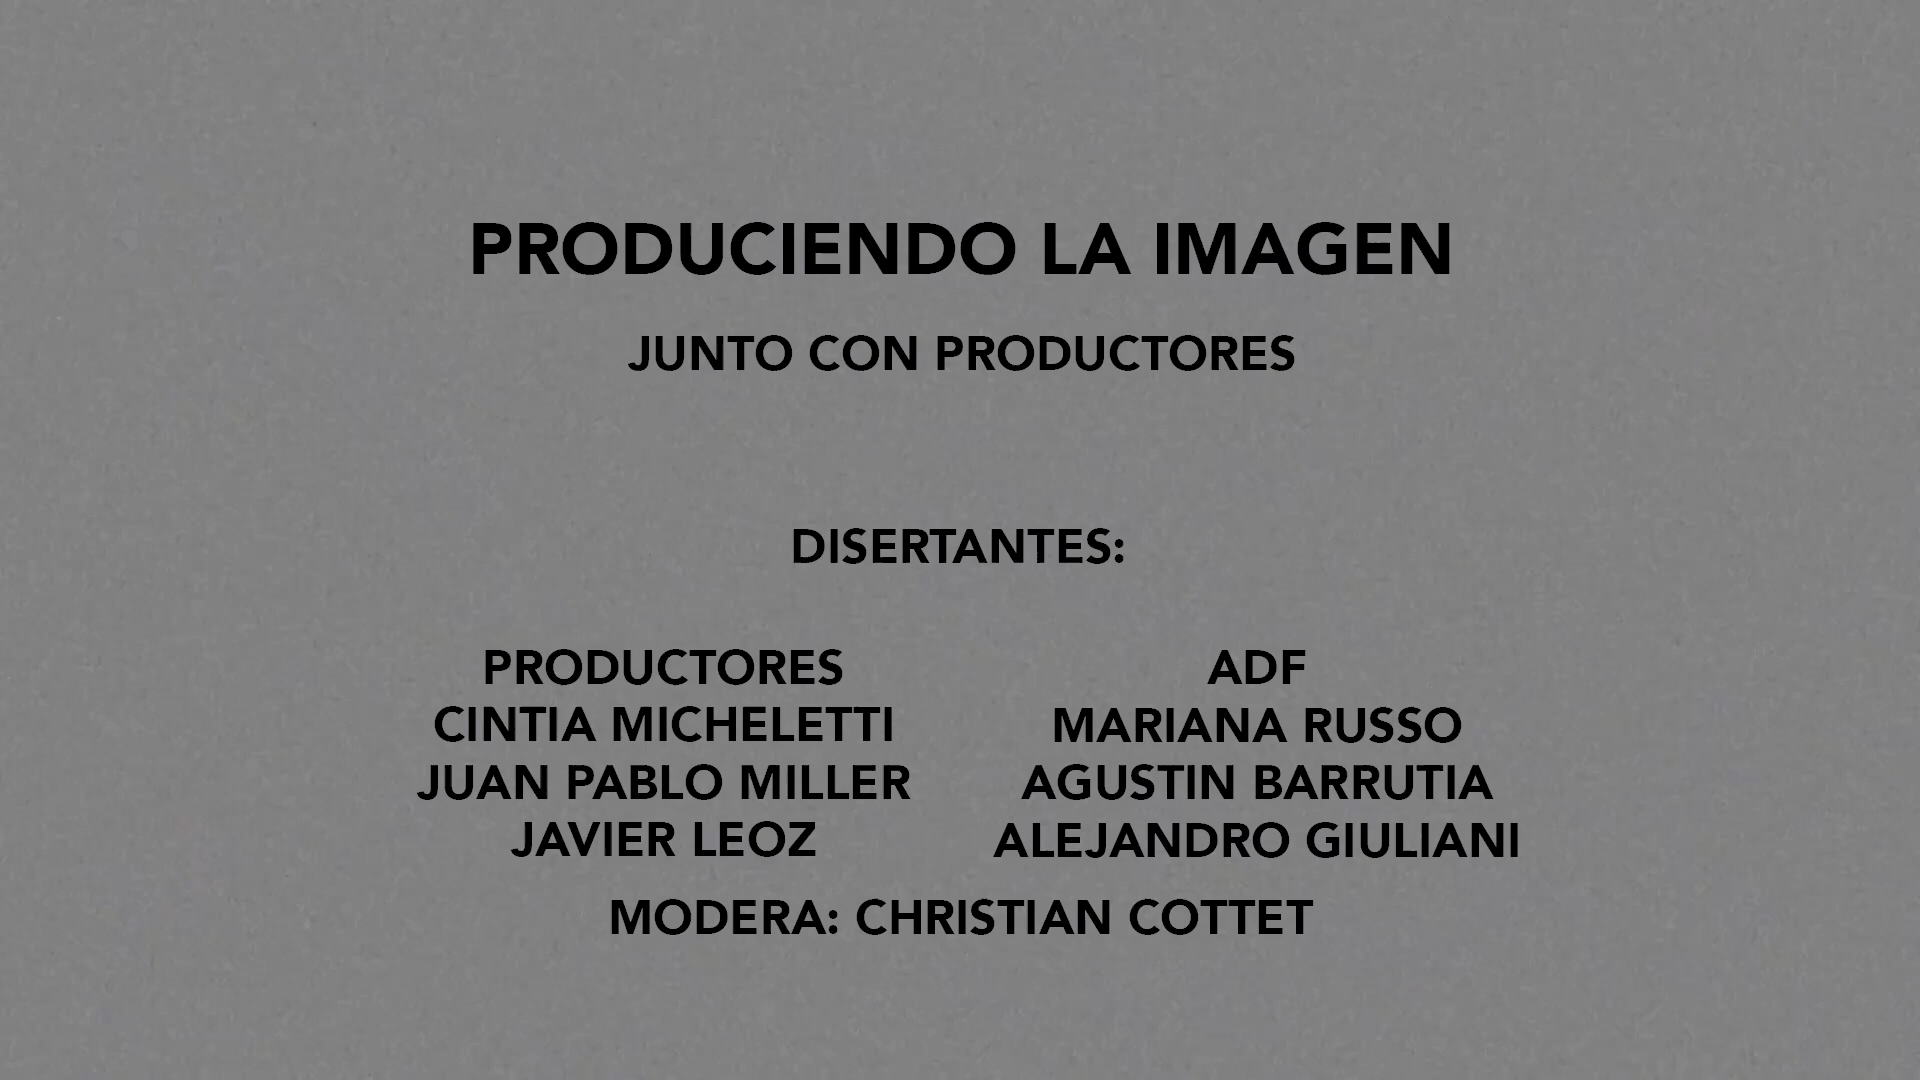 PRODUCIENDO LA IMAGEN
JUNTO CON PRODUCTORES
DISERTANTES:
PRODUCTORES
CINTIA MICHELETTI
JUAN PABLO MILLER
JAVIER LEOZ
ADF
MARIANA RUSSO
AGUSTIN BARRUTIA
ALEJANDRO GIULIANI
MODERA: CHRISTIAN COTTET